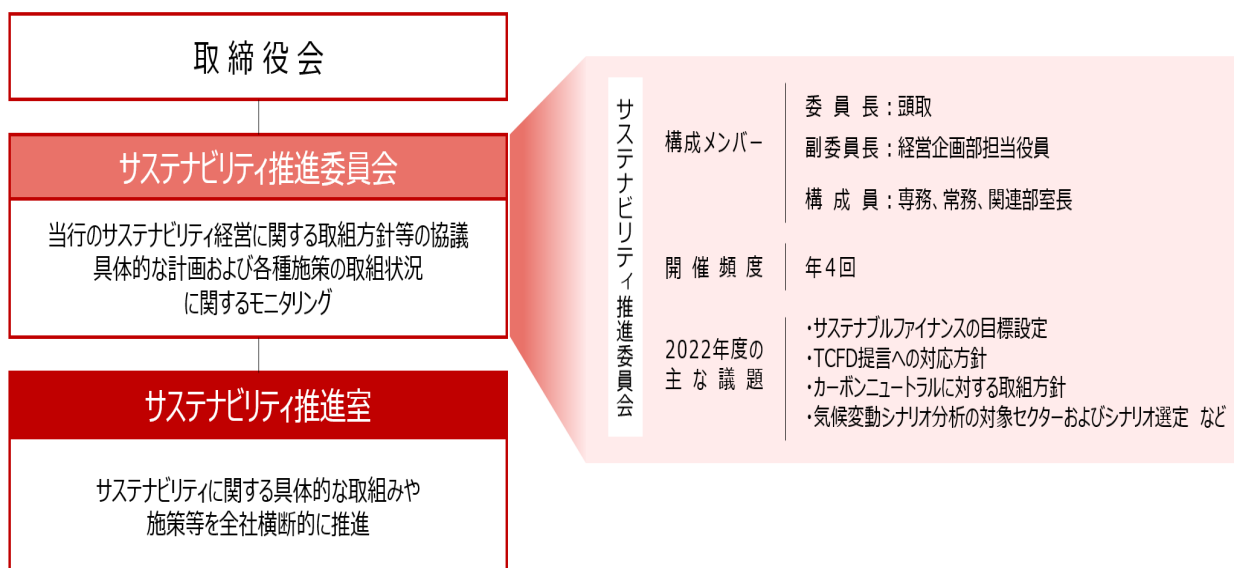 取締役会
サステナビリティ推進委員会
当行のサステナビリティ経営に関する取組方針等の協議
具体的な計画および各種施策の取組状況
に関するモニタリング
サステナビリティ推進室
サステナビリティに関する具体的な取組みや
施策等を全社横断的に推進
サステナビリティ推進委員会
構成メンバー
委員長：頭取
副委員長：経営企画部担当役員
構成員：専務、常務、関連部室長
開催頻度
年4回
2022年度の
主な議題
・サステナブルファイナンスの目標設定
・TCFD提言への対応方針
・カーボンニュートラルに対する取組方針
・気候変動シナリオ分析の対象セクターおよびシナリオ選定 など